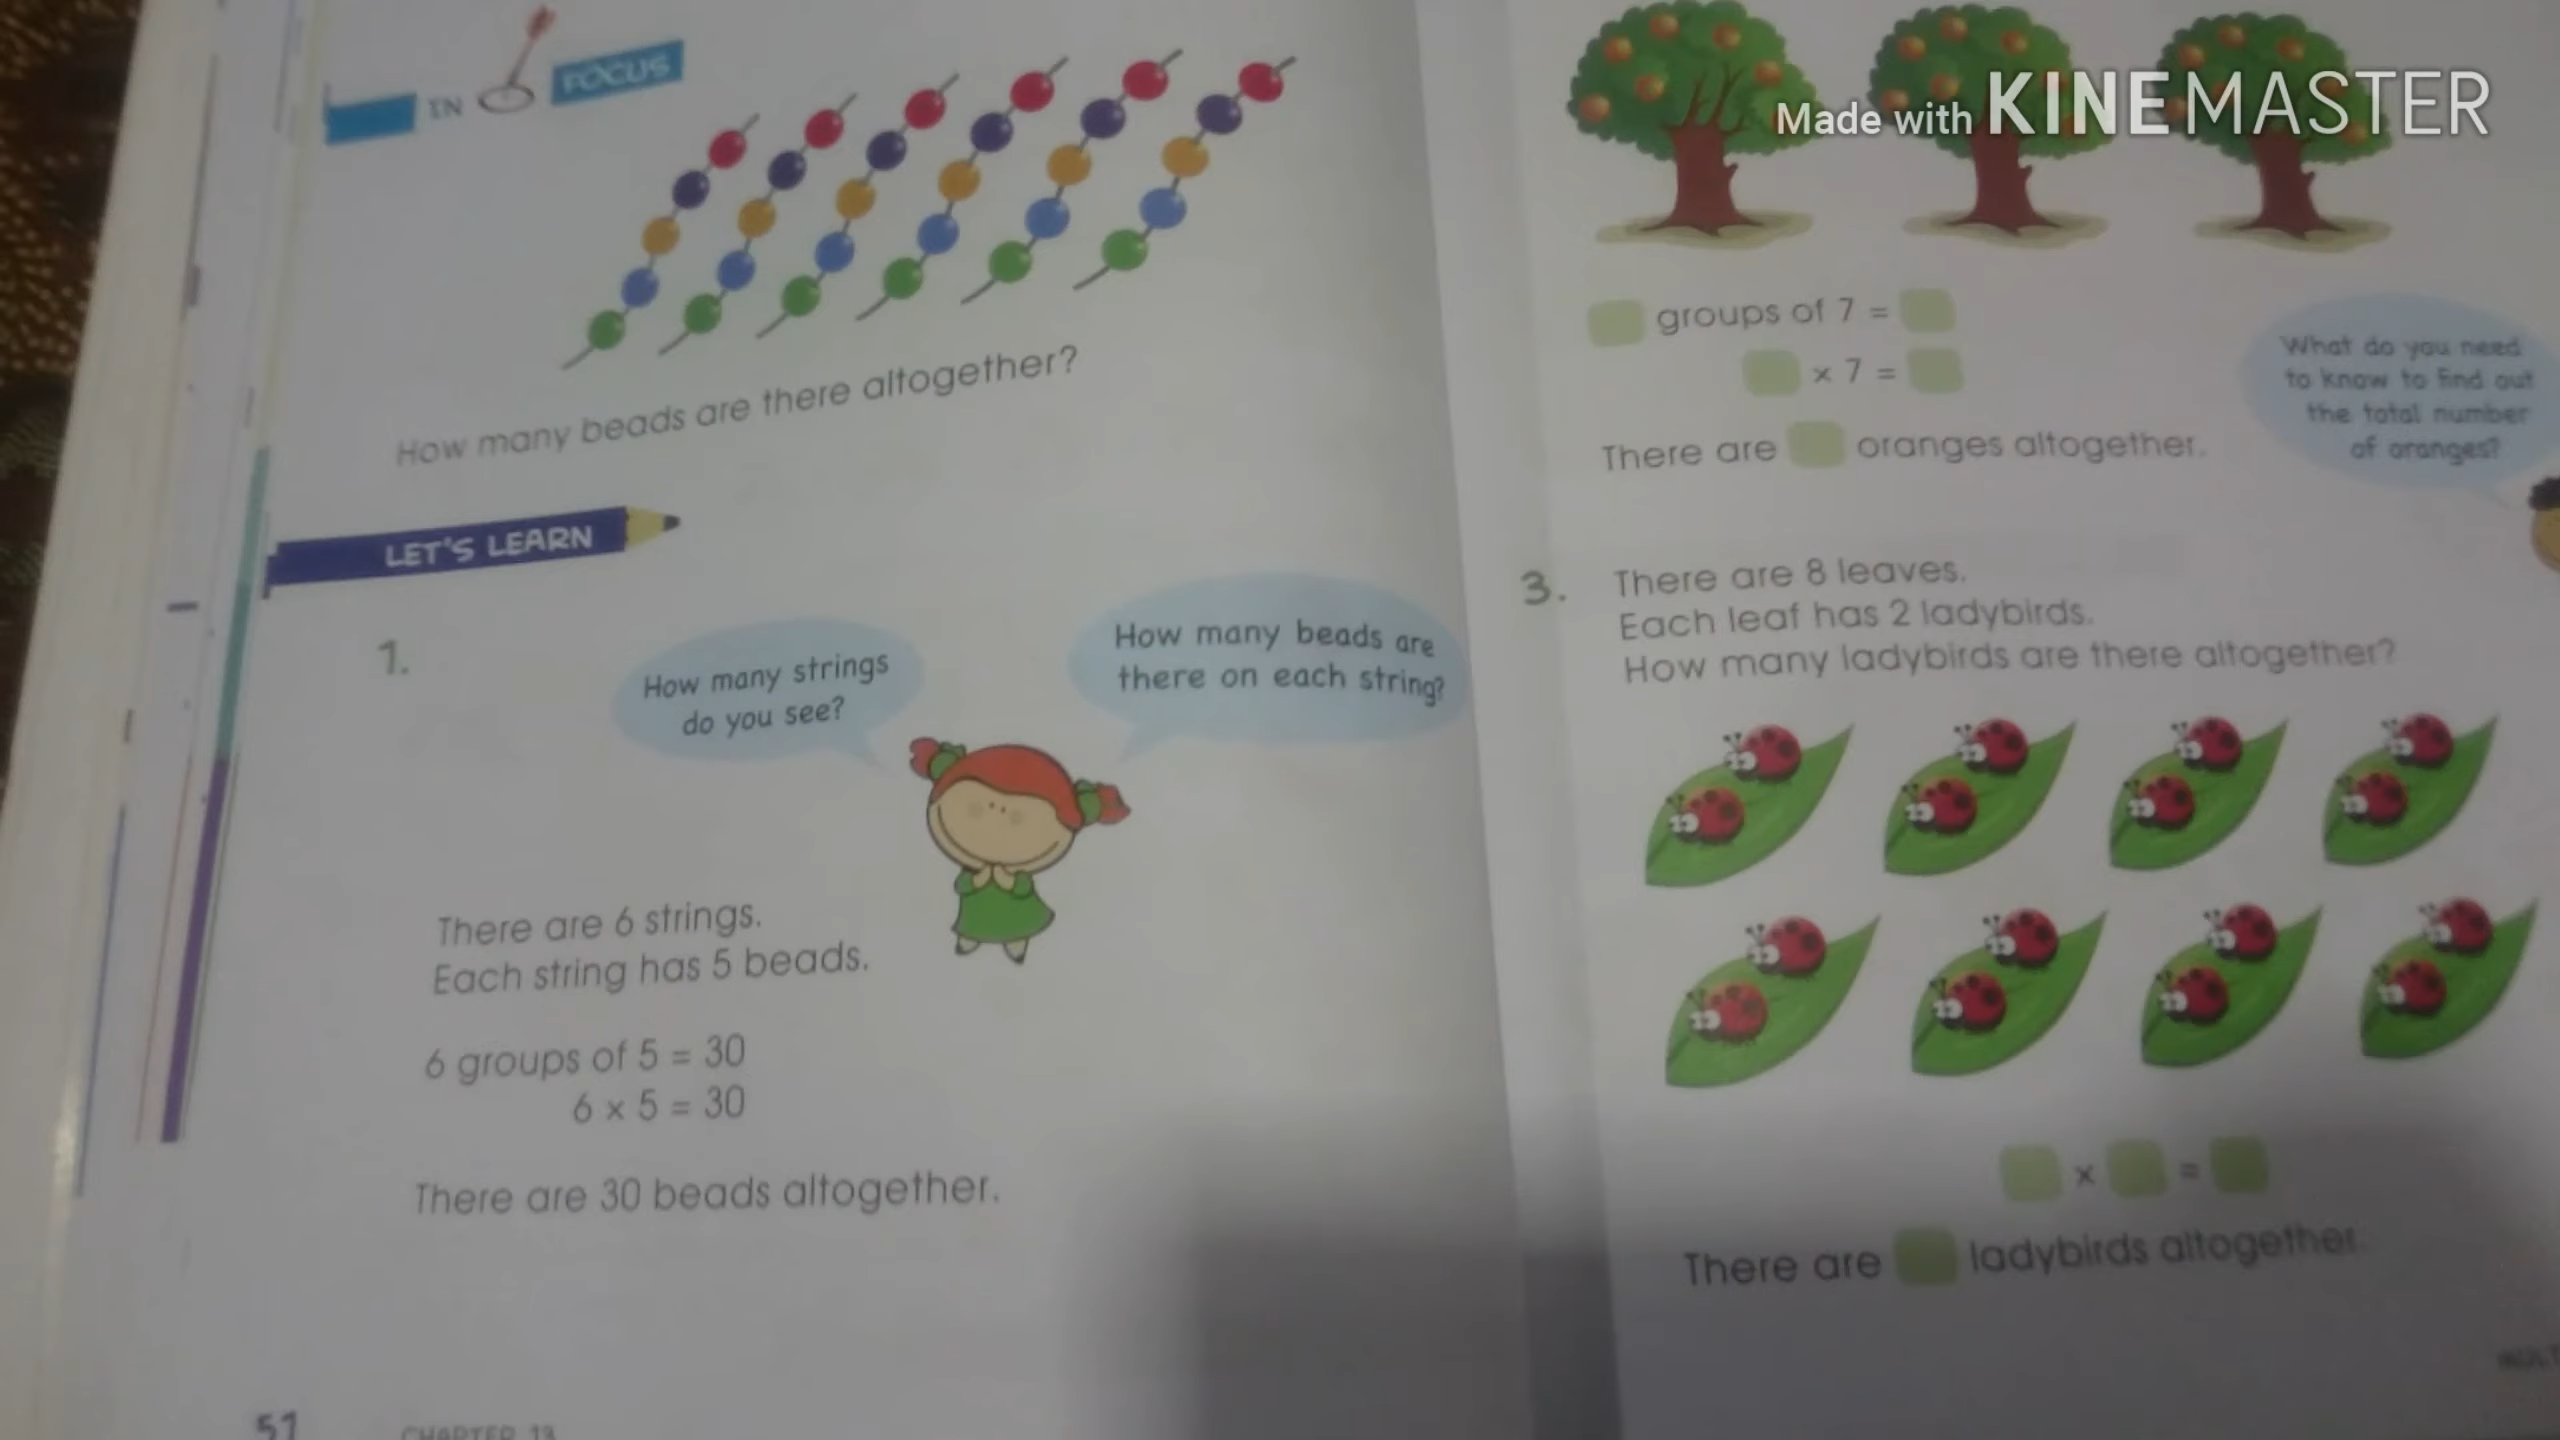 IN FOCUS
How many beads are there altogether?
LET'S LEARN
1.
How many strings
do you see?
How many beads are
there on each string?
There are 6 strings.
Each string has 5 beads.
6 groups of 5 = 30
6 x 5 = 30
There are 30 beads altogether.
57
CHAPTER 13
Made with KINEMASTER
groups of 7 =
x 7 =
There are oranges altogether.
What do you need
to know to find out
the total number
of oranges?
3. There are 8 leaves.
Each leaf has 2 ladybirds.
How many ladybirds are there altogether?
x =
There are ladybirds altogether.